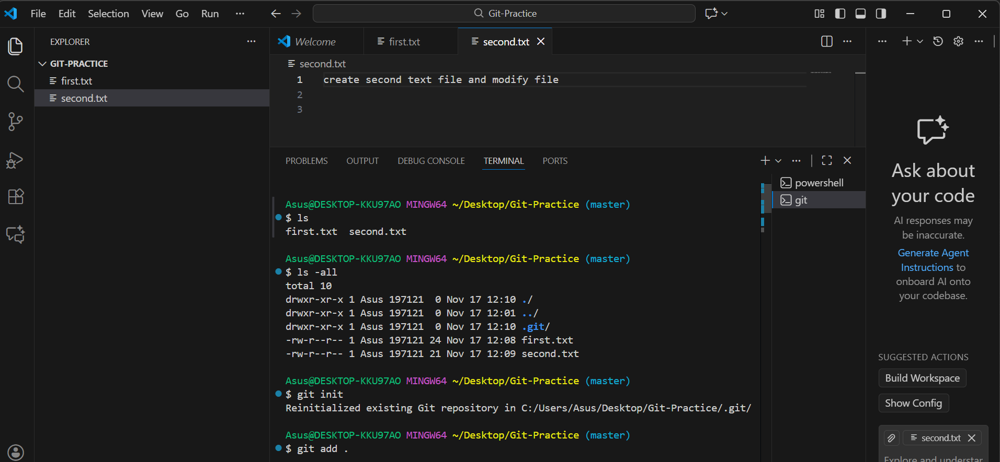 File Edit Selection View Go Run ···
Git-Practice
EXPLORER
GIT-PRACTICE
first.txt
second.txt
Welcome
first.txt
second.txt
second.txt
1 create second text file and modify file
2
3
PROBLEMS OUTPUT DEBUG CONSOLE TERMINAL PORTS
Asus@DESKTOP-KKU97AO MINGW64 ~/Desktop/Git-Practice (master)
$ ls
first.txt  second.txt
Asus@DESKTOP-KKU97AO MINGW64 ~/Desktop/Git-Practice (master)
$ ls -all
total 10
drwxr-xr-x 1 Asus 197121  0 Nov 17 12:10 ./
drwxr-xr-x 1 Asus 197121  0 Nov 17 12:01 ../
drwxr-xr-x 1 Asus 197121  0 Nov 17 12:10 .git/
-rw-r--r-- 1 Asus 197121 24 Nov 17 12:08 first.txt
-rw-r--r-- 1 Asus 197121 21 Nov 17 12:09 second.txt
Asus@DESKTOP-KKU97AO MINGW64 ~/Desktop/Git-Practice (master)
$ git init
Reinitialized existing Git repository in C:/Users/Asus/Desktop/Git-Practice/.git/
Asus@DESKTOP-KKU97AO MINGW64 ~/Desktop/Git-Practice (master)
$ git add .
powershell
git
Ask about
your code
AI responses may
be inaccurate.
Generate Agent
Instructions to
onboard AI onto
your codebase.
SUGGESTED ACTIONS
Build Workspace
Show Config
second.txt
Explore and understar